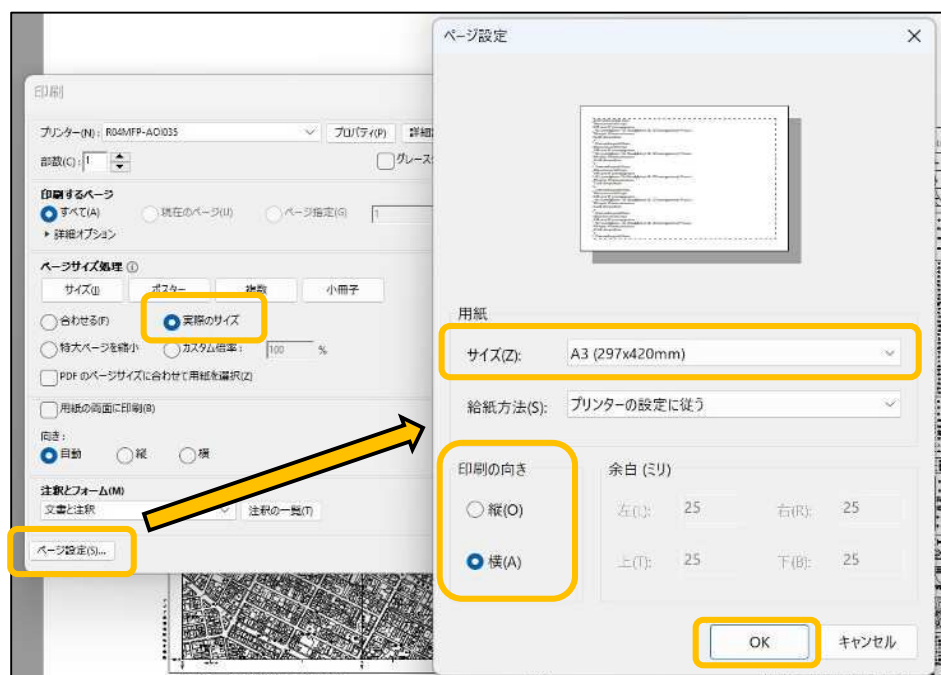 印刷
プリンター(N): R04MFP-AOI035
プロパティ(P)
部数(C): 1
印刷するページ
すべて(A)
現在のページ(U)
ページ指定(G)
1
詳細オプション
ページサイズ処理
サイズ(I)
ポスター
複数
小冊子
合わせる(F)
実際のサイズ
特大ページを縮小
カスタム倍率:
100
%
PDF のページサイズに合わせて用紙を選択(Z)
用紙の両面に印刷(B)
向き:
自動
縦
横
注釈とフォーム(M)
文書と注釈
注釈の一覧(T)
ページ設定(S)...
ページ設定
用紙
サイズ(Z):
A3 (297x420mm)
給紙方法(S):
プリンターの設定に従う
印刷の向き
縦(O)
横(A)
余白 (ミリ)
左(L): 25
右(R): 25
上(T): 25
下(B): 25
OK
キャンセル